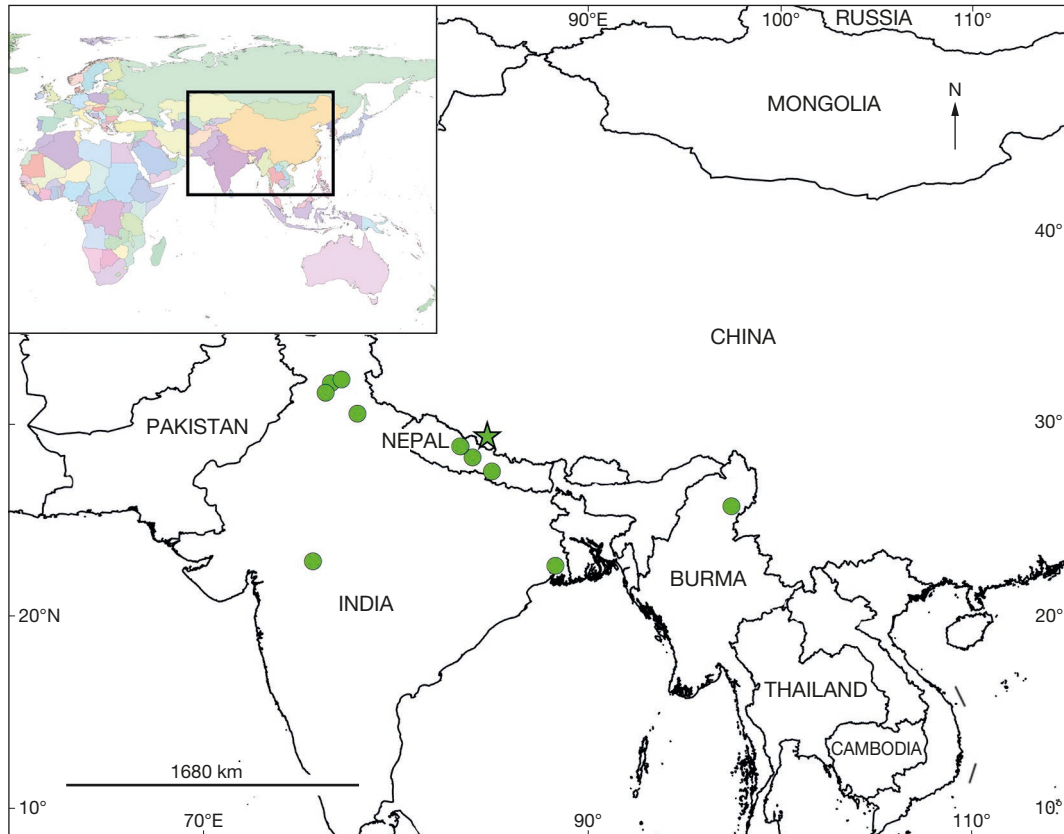 90°E
100°
RUSSIA
110°
MONGOLIA
N
40°
CHINA
PAKISTAN
NEPAL
30°
BURMA
INDIA
20°N
20°
THAILAND
CAMBODIA
1680 km
10°
10°
70°E
90°
110°